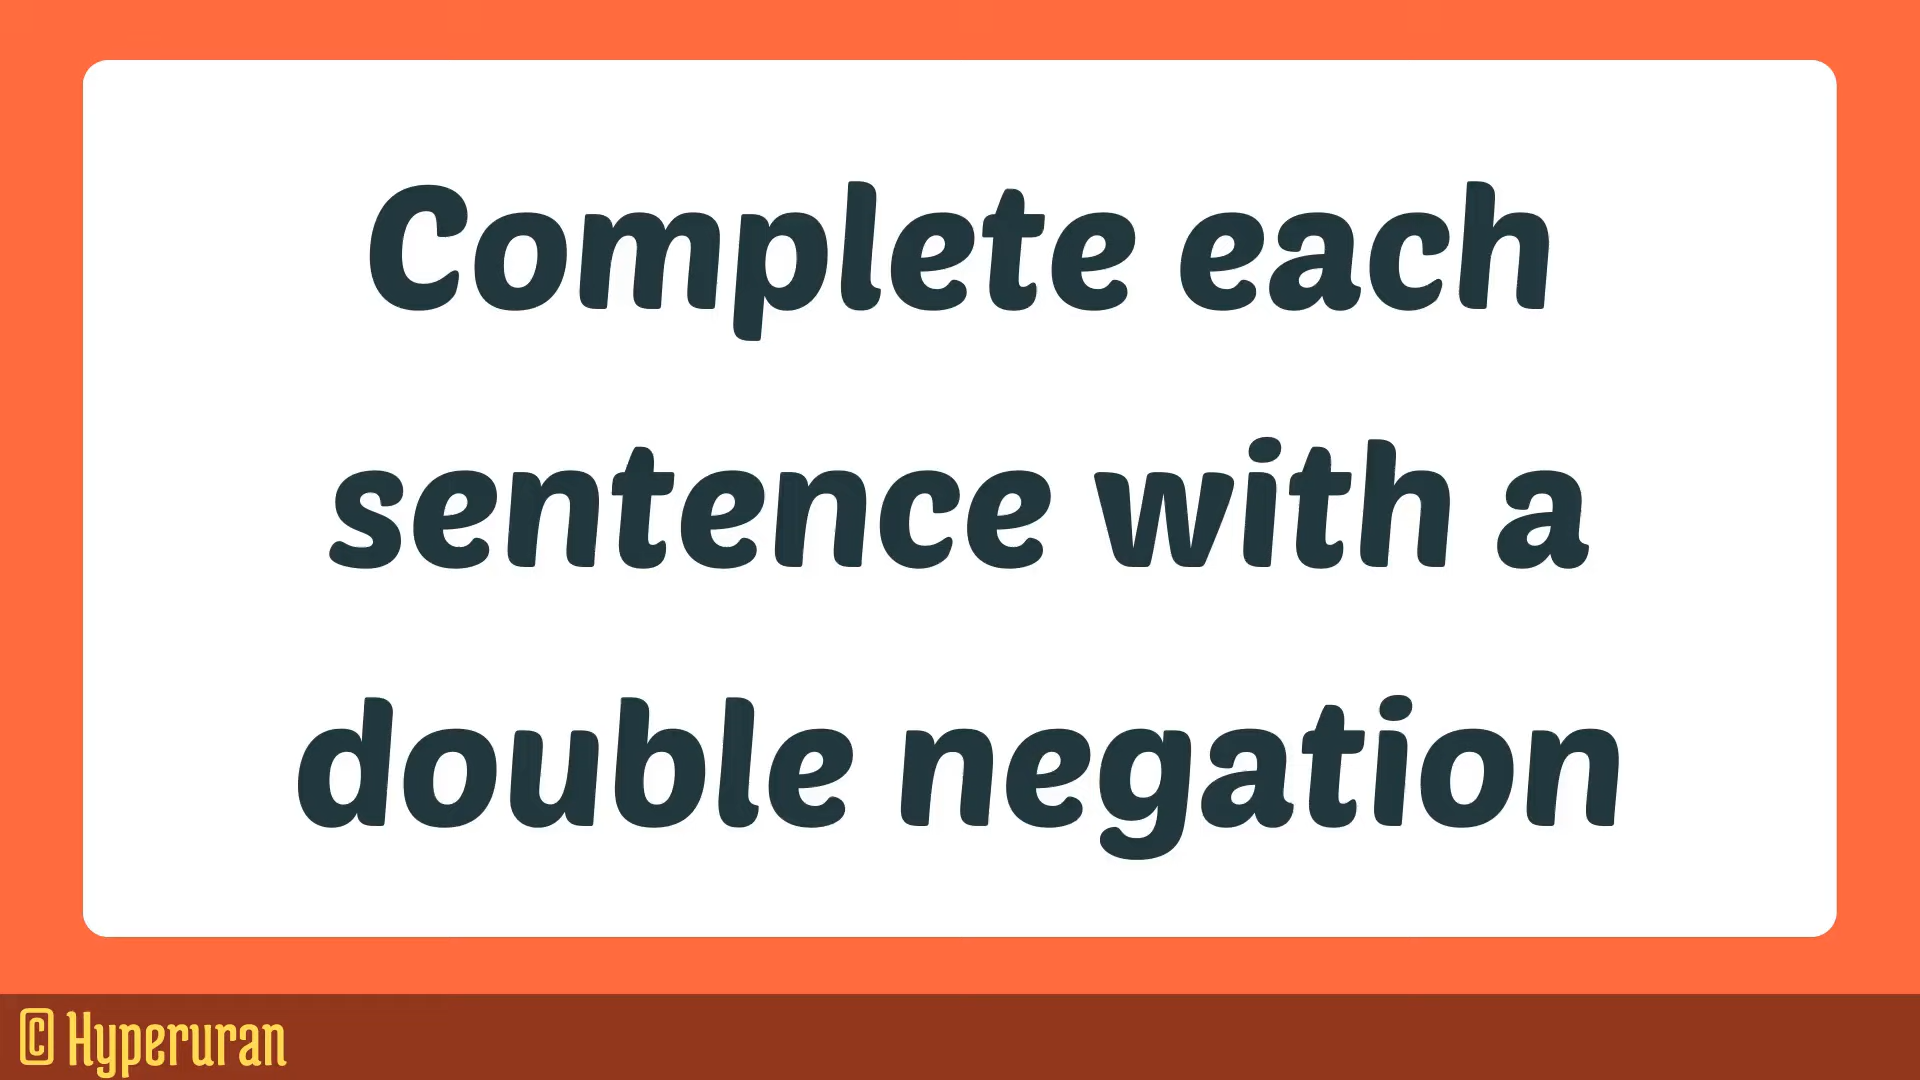 Complete each
sentence with a
double negation
© Hyperuran